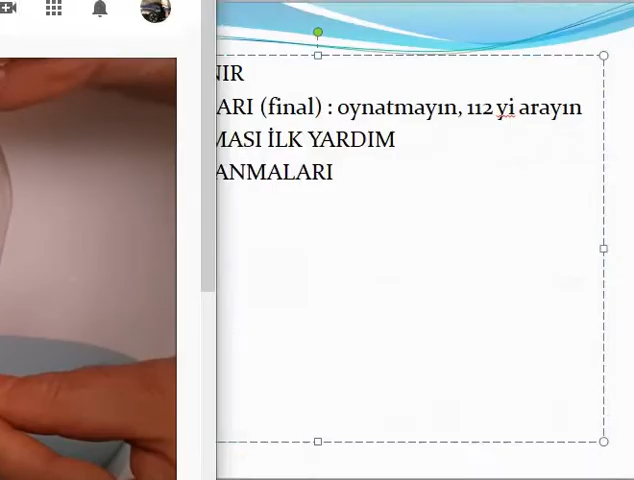 NIR
ARI (final) : oynatmayın, 112 yi arayın
MASI İLK YARDIM
ANMALARI